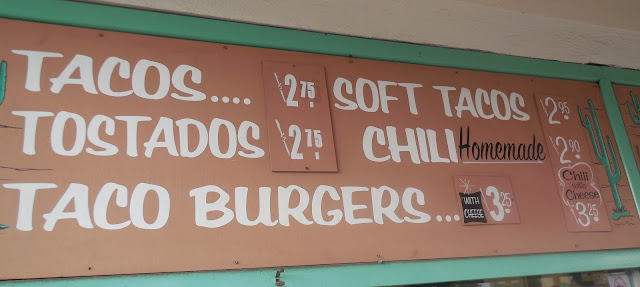 TACOS.... $2.75
TOSTADOS $2.75
TACO BURGERS... WITH CHEESE $3.25
SOFT TACOS $2.95
CHILI Homemade $2.90
Chili with Cheese $3.25